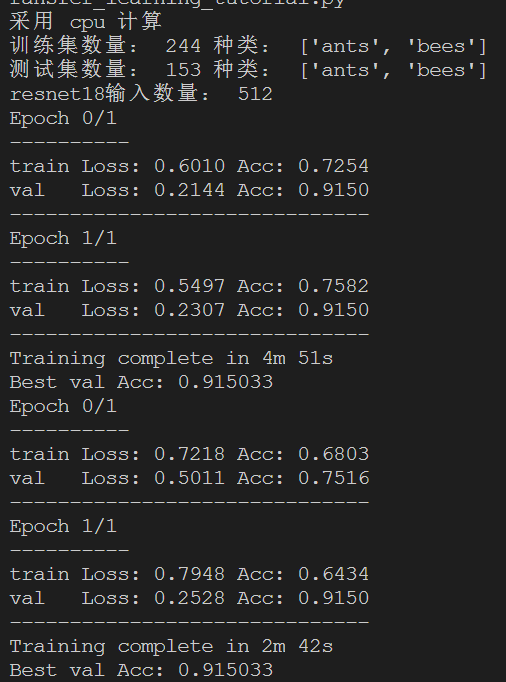 采用 cpu 计算
训练集数量： 244 种类： ['ants', 'bees']
测试集数量： 153 种类： ['ants', 'bees']
resnet18输入数量： 512
Epoch 0/1
----------
train Loss: 0.6010 Acc: 0.7254
val   Loss: 0.2144 Acc: 0.9150
------------------------------
Epoch 1/1
----------
train Loss: 0.5497 Acc: 0.7582
val   Loss: 0.2307 Acc: 0.9150
------------------------------
Training complete in 4m 51s
Best val Acc: 0.915033
Epoch 0/1
----------
train Loss: 0.7218 Acc: 0.6803
val   Loss: 0.5011 Acc: 0.7516
------------------------------
Epoch 1/1
----------
train Loss: 0.7948 Acc: 0.6434
val   Loss: 0.2528 Acc: 0.9150
------------------------------
Training complete in 2m 42s
Best val Acc: 0.915033